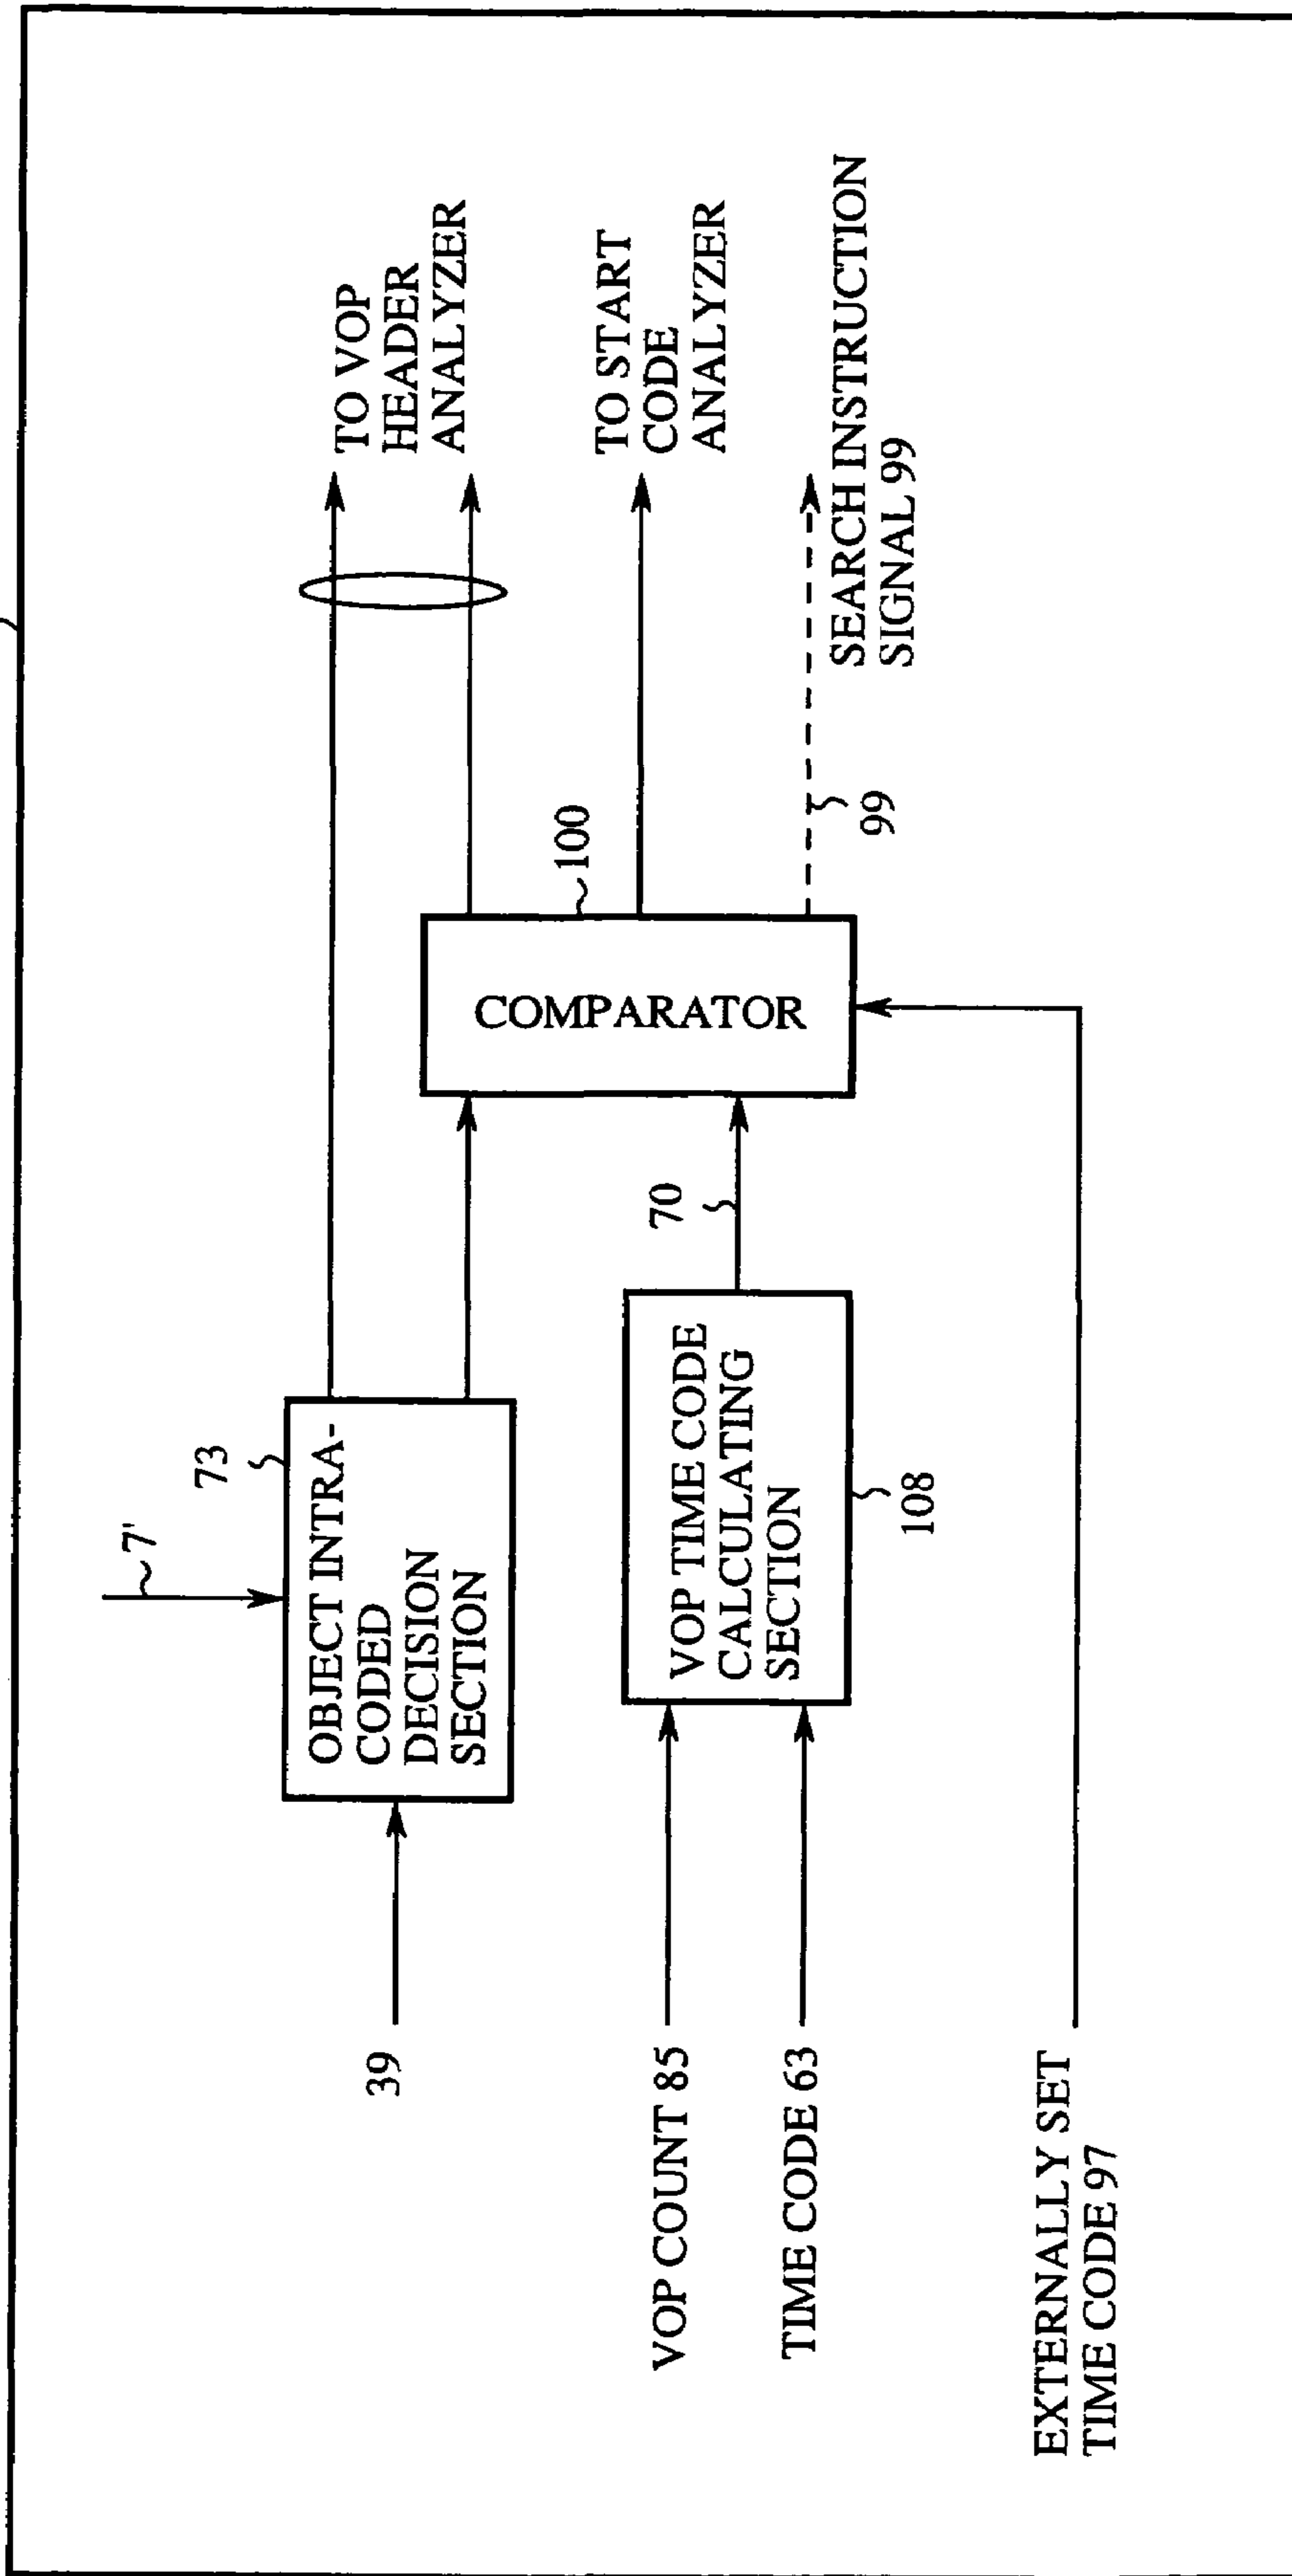 7'
73
OBJECT INTRA-
CODED
DECISION
SECTION
39
TO VOP
HEADER
ANALYZER
100
COMPARATOR
TO START
CODE
ANALYZER
99
SEARCH INSTRUCTION
SIGNAL 99
70
VOP COUNT 85
TIME CODE 63
VOP TIME CODE
CALCULATING
SECTION
108
EXTERNALLY SET
TIME CODE 97